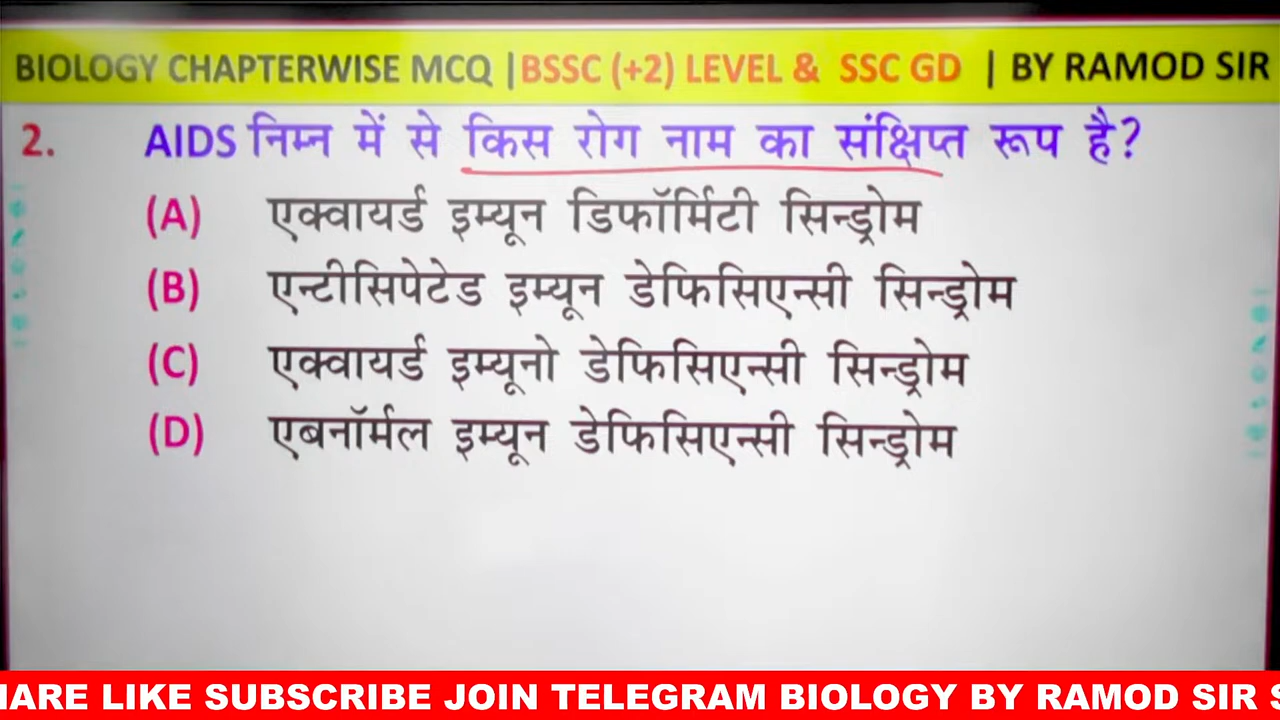 BIOLOGY CHAPTERWISE MCQ | BSSC (+2) LEVEL & SSC GD | BY RAMOD SIR
2. AIDS निम्न में से किस रोग नाम का संक्षिप्त रूप है?
(A) एक्वायर्ड इम्यून डिफॉर्मिटी सिन्ड्रोम
(B) एन्टीसिपेटेड इम्यून डेफिसिएन्सी सिन्ड्रोम
(C) एक्वायर्ड इम्यूनो डेफिसिएन्सी सिन्ड्रोम
(D) एबनॉर्मल इम्यून डेफिसिएन्सी सिन्ड्रोम
HARE LIKE SUBSCRIBE JOIN TELEGRAM BIOLOGY BY RAMOD SIR S